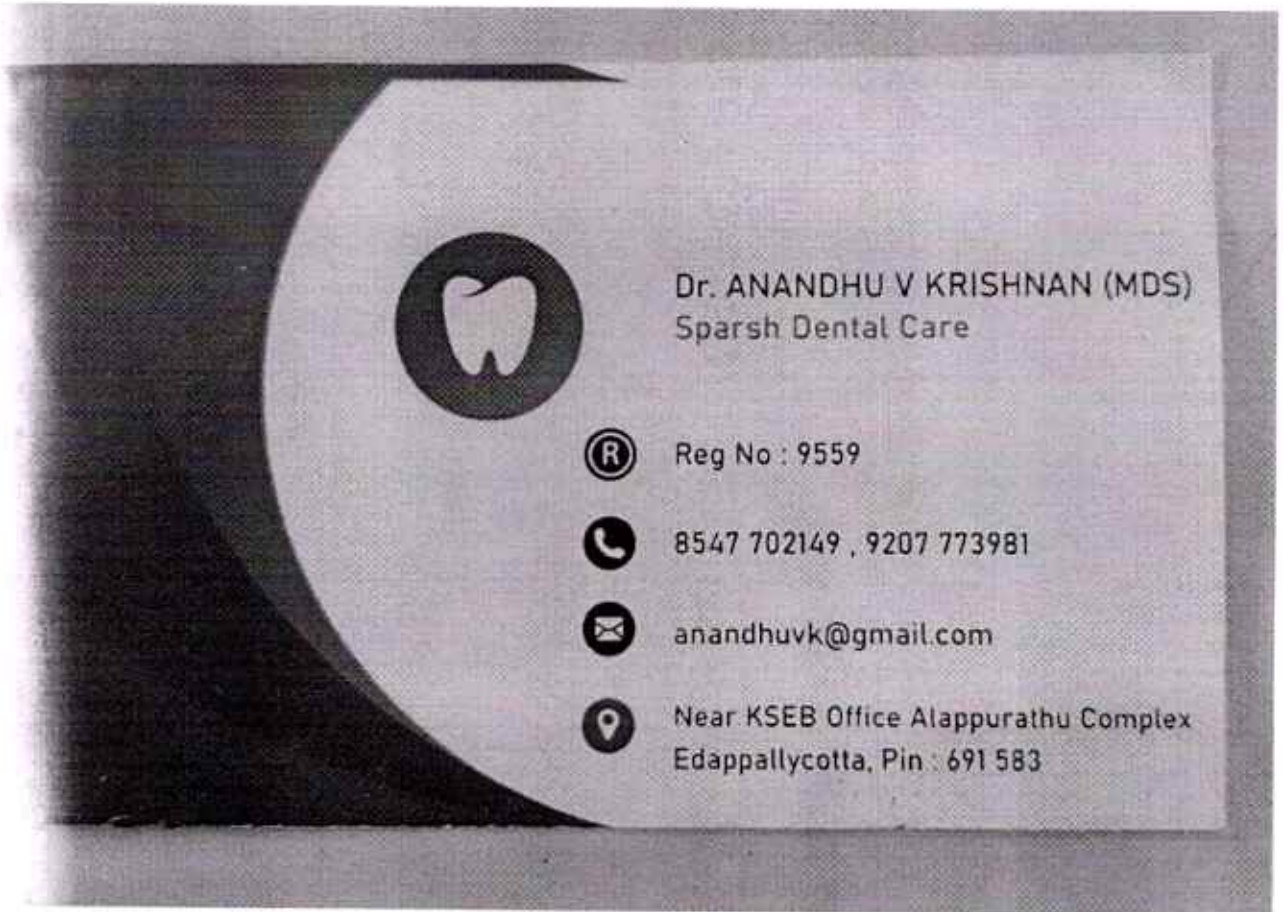 Dr. ANANDHU V KRISHNAN (MDS)
Sparsh Dental Care
R Reg No : 9559
8547 702149 , 9207 773981
anandhuvk@gmail.com
Near KSEB Office Alappurathu Complex
Edappallycotta, Pin : 691 583